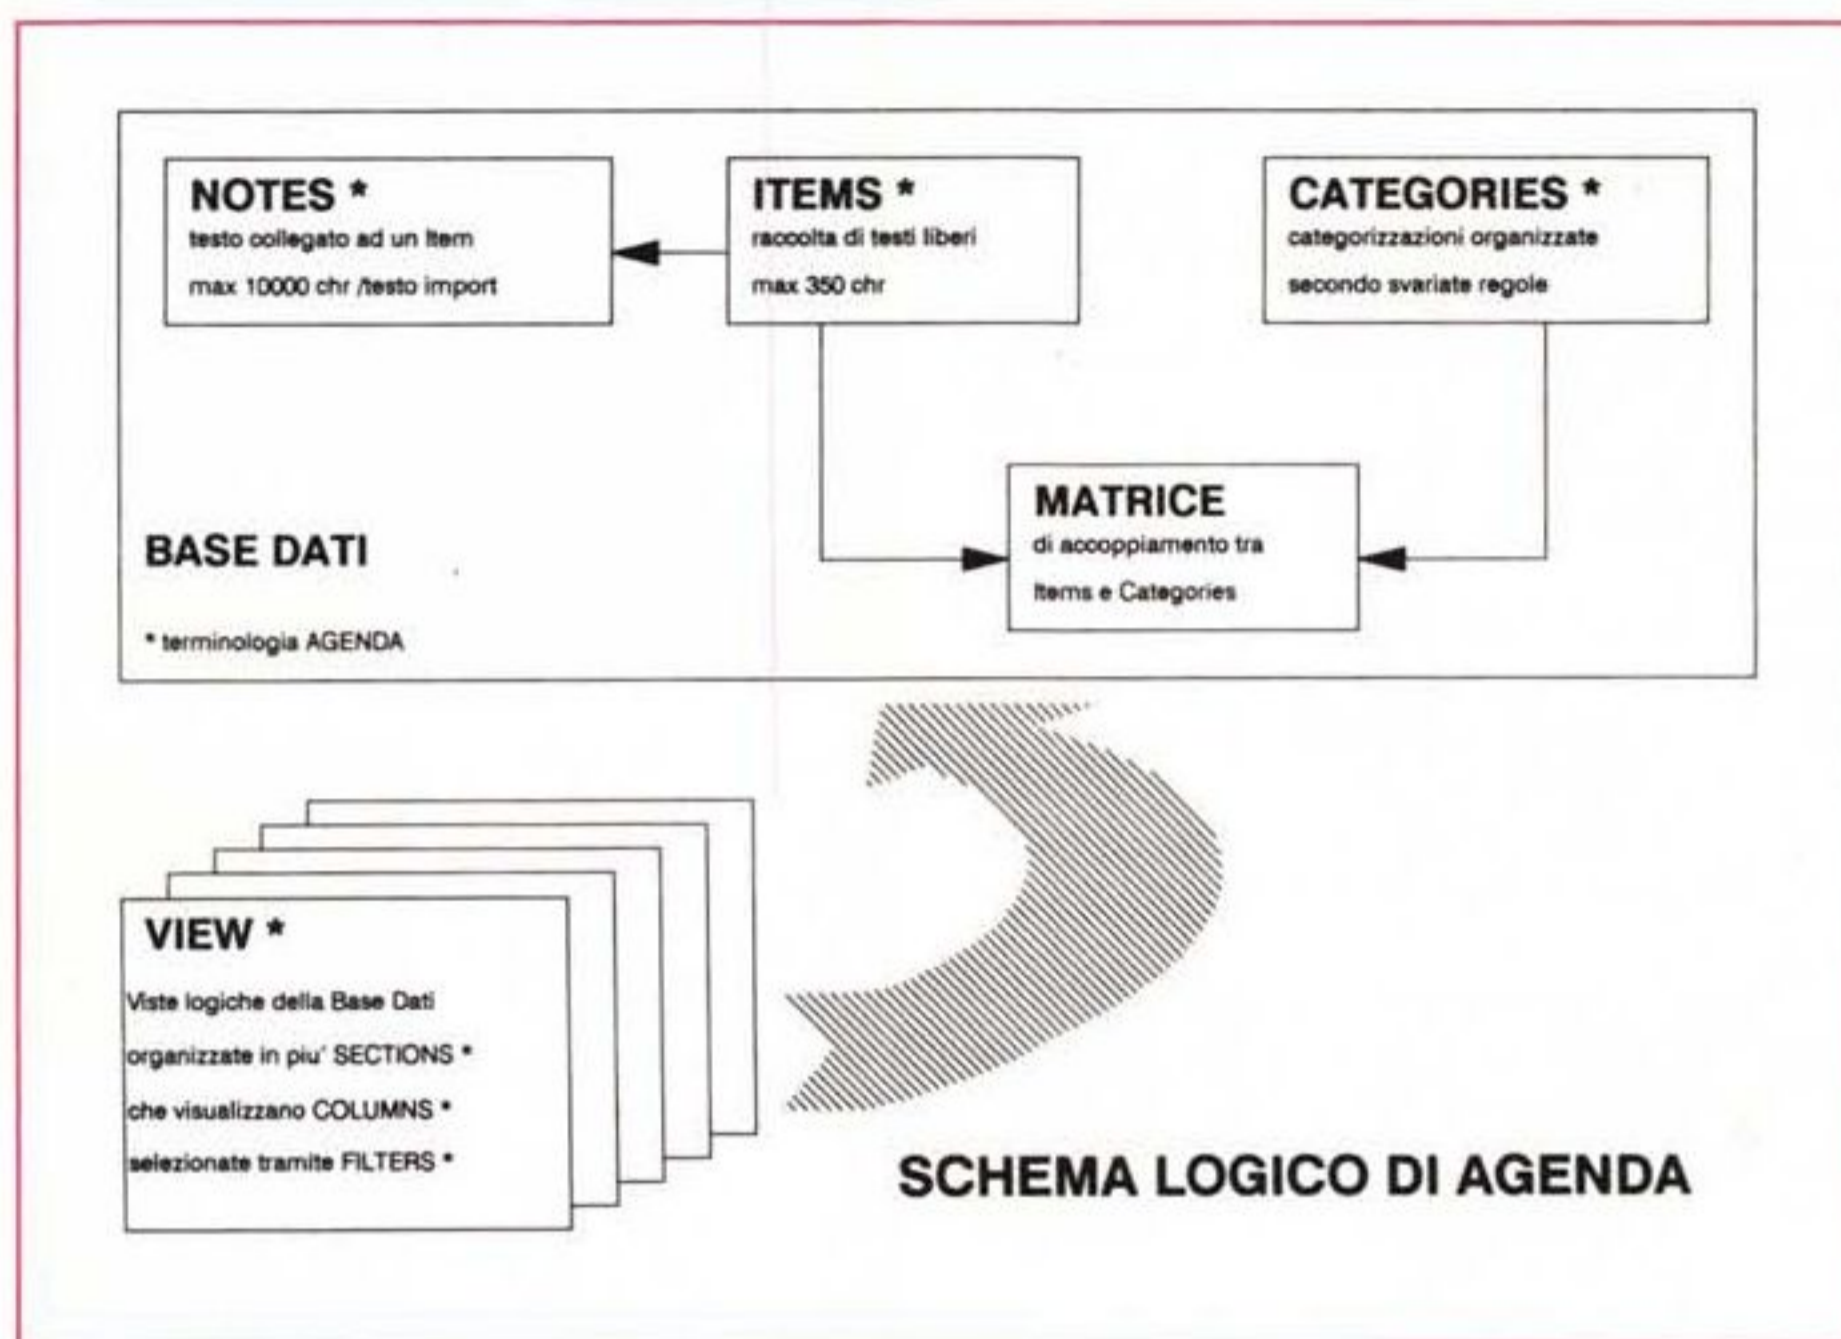 NOTES *
testo collegato ad un Item
max 10000 chr /testo import
ITEMS *
raccolta di testi liberi
max 350 chr
CATEGORIES *
categorizzazioni organizzate
secondo svariate regole
MATRICE
di accoppiamento tra
Items e Categories
BASE DATI
* terminologia AGENDA
VIEW *
Viste logiche della Base Dati
organizzate in piu' SECTIONS *
che visualizzano COLUMNS *
selezionate tramite FILTERS *
SCHEMA LOGICO DI AGENDA